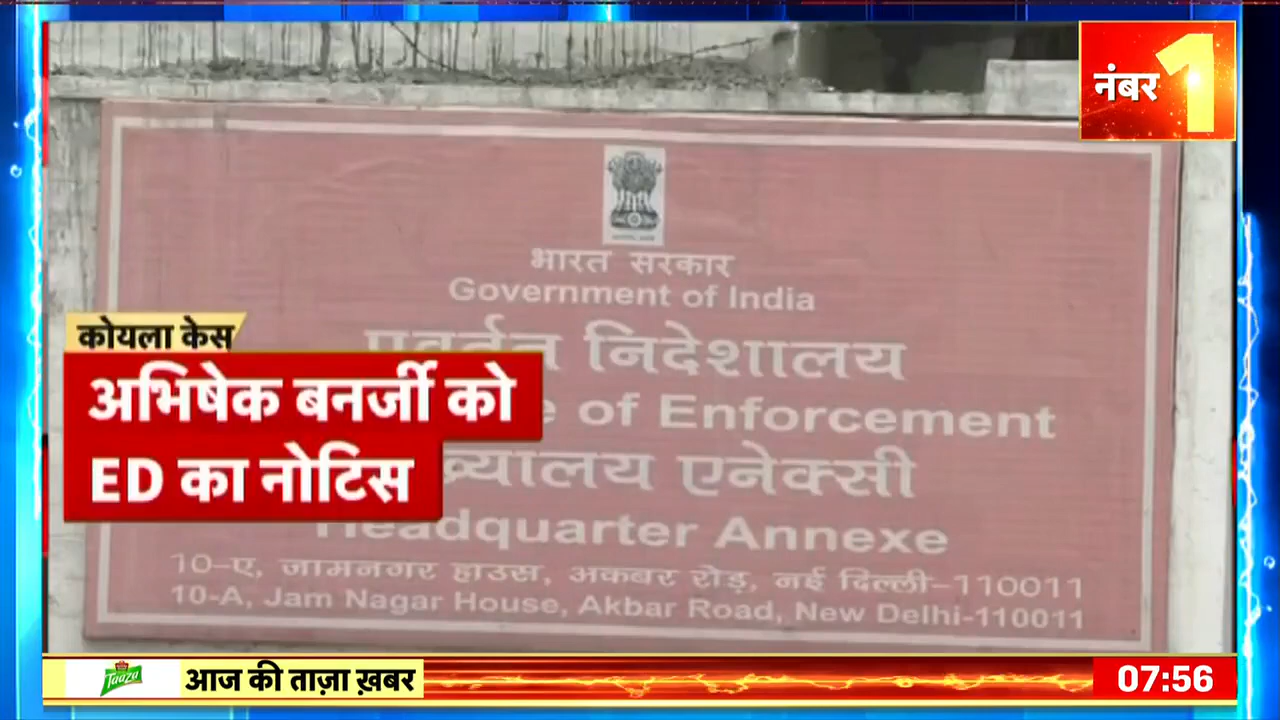 नंबर 1
भारत सरकार
Government of India
कोयला केस
निदेशालय
अभिषेक बनर्जी को
of Enforcement
ED का नोटिस
एनेक्सी
Headquarter Annexe
10-ए, जामनगर हाउस, अकबर रोड़, नई दिल्ली-110011
10-A, Jam Nagar House, Akbar Road, New Delhi-110011
Taaza
आज की ताज़ा ख़बर
07:56